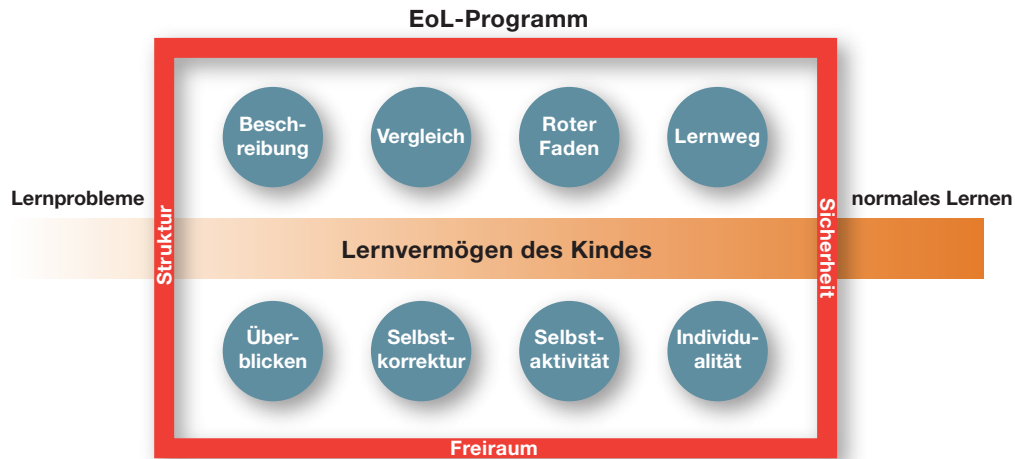 EoL-Programm
Besch-
reibung
Vergleich
Roter
Faden
Lernweg
Lernprobleme
normales Lernen
Struktur
Lernvermögen des Kindes
Sicherheit
Über-
blicken
Selbst-
korrektur
Selbst-
aktivität
Individu-
alität
Freiraum